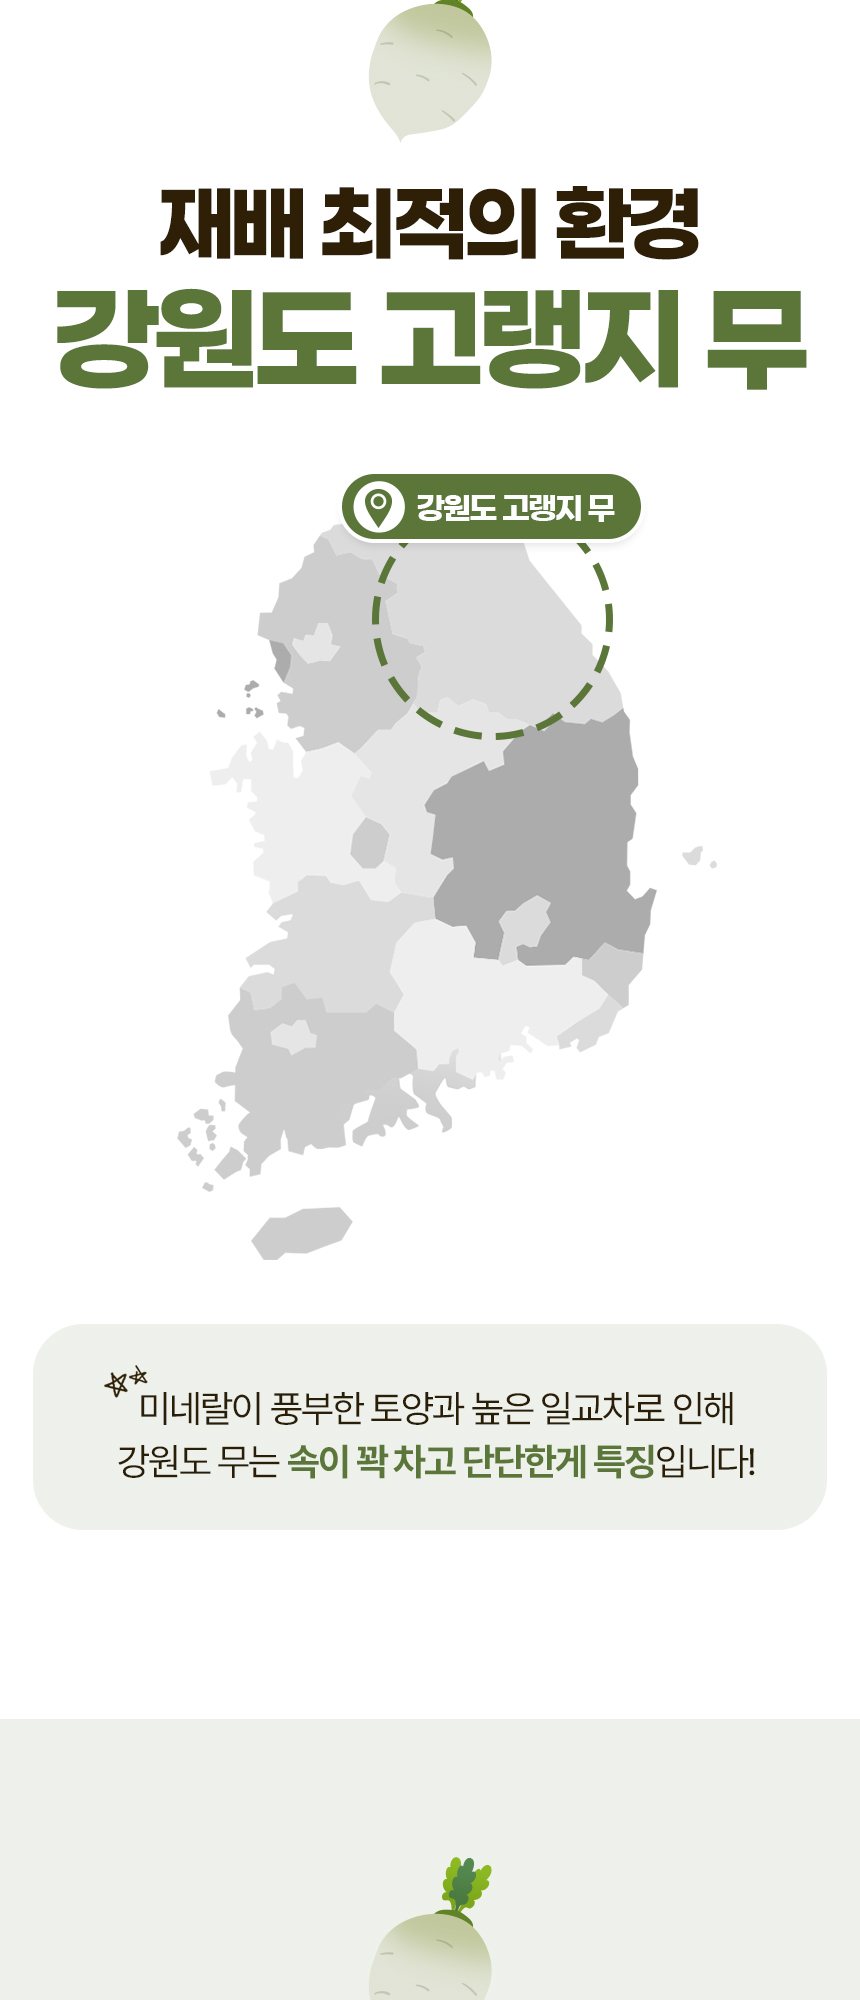 재배 최적의 환경
강원도 고랭지 무
강원도 고랭지 무
미네랄이 풍부한 토양과 높은 일교차로 인해
강원도 무는 속이 꽉 차고 단단한게 특징입니다!